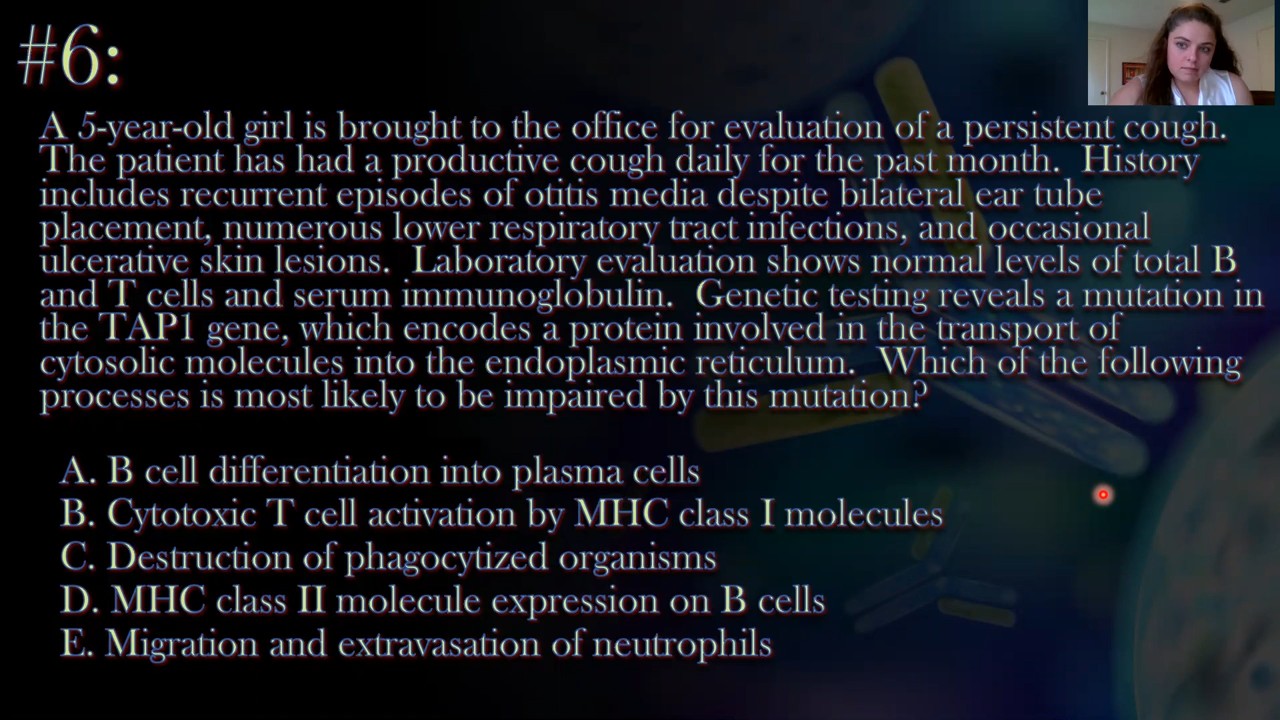 #6:
A 5-year-old girl is brought to the office for evaluation of a persistent cough.
The patient has had a productive cough daily for the past month. History
includes recurrent episodes of otitis media despite bilateral ear tube
placement, numerous lower respiratory tract infections, and occasional
ulcerative skin lesions. Laboratory evaluation shows normal levels of total B
and T cells and serum immunoglobulin. Genetic testing reveals a mutation in
the TAP1 gene, which encodes a protein involved in the transport of
cytosolic molecules into the endoplasmic reticulum. Which of the following
processes is most likely to be impaired by this mutation?
A. B cell differentiation into plasma cells
B. Cytotoxic T cell activation by MHC class I molecules
C. Destruction of phagocytized organisms
D. MHC class II molecule expression on B cells
E. Migration and extravasation of neutrophils